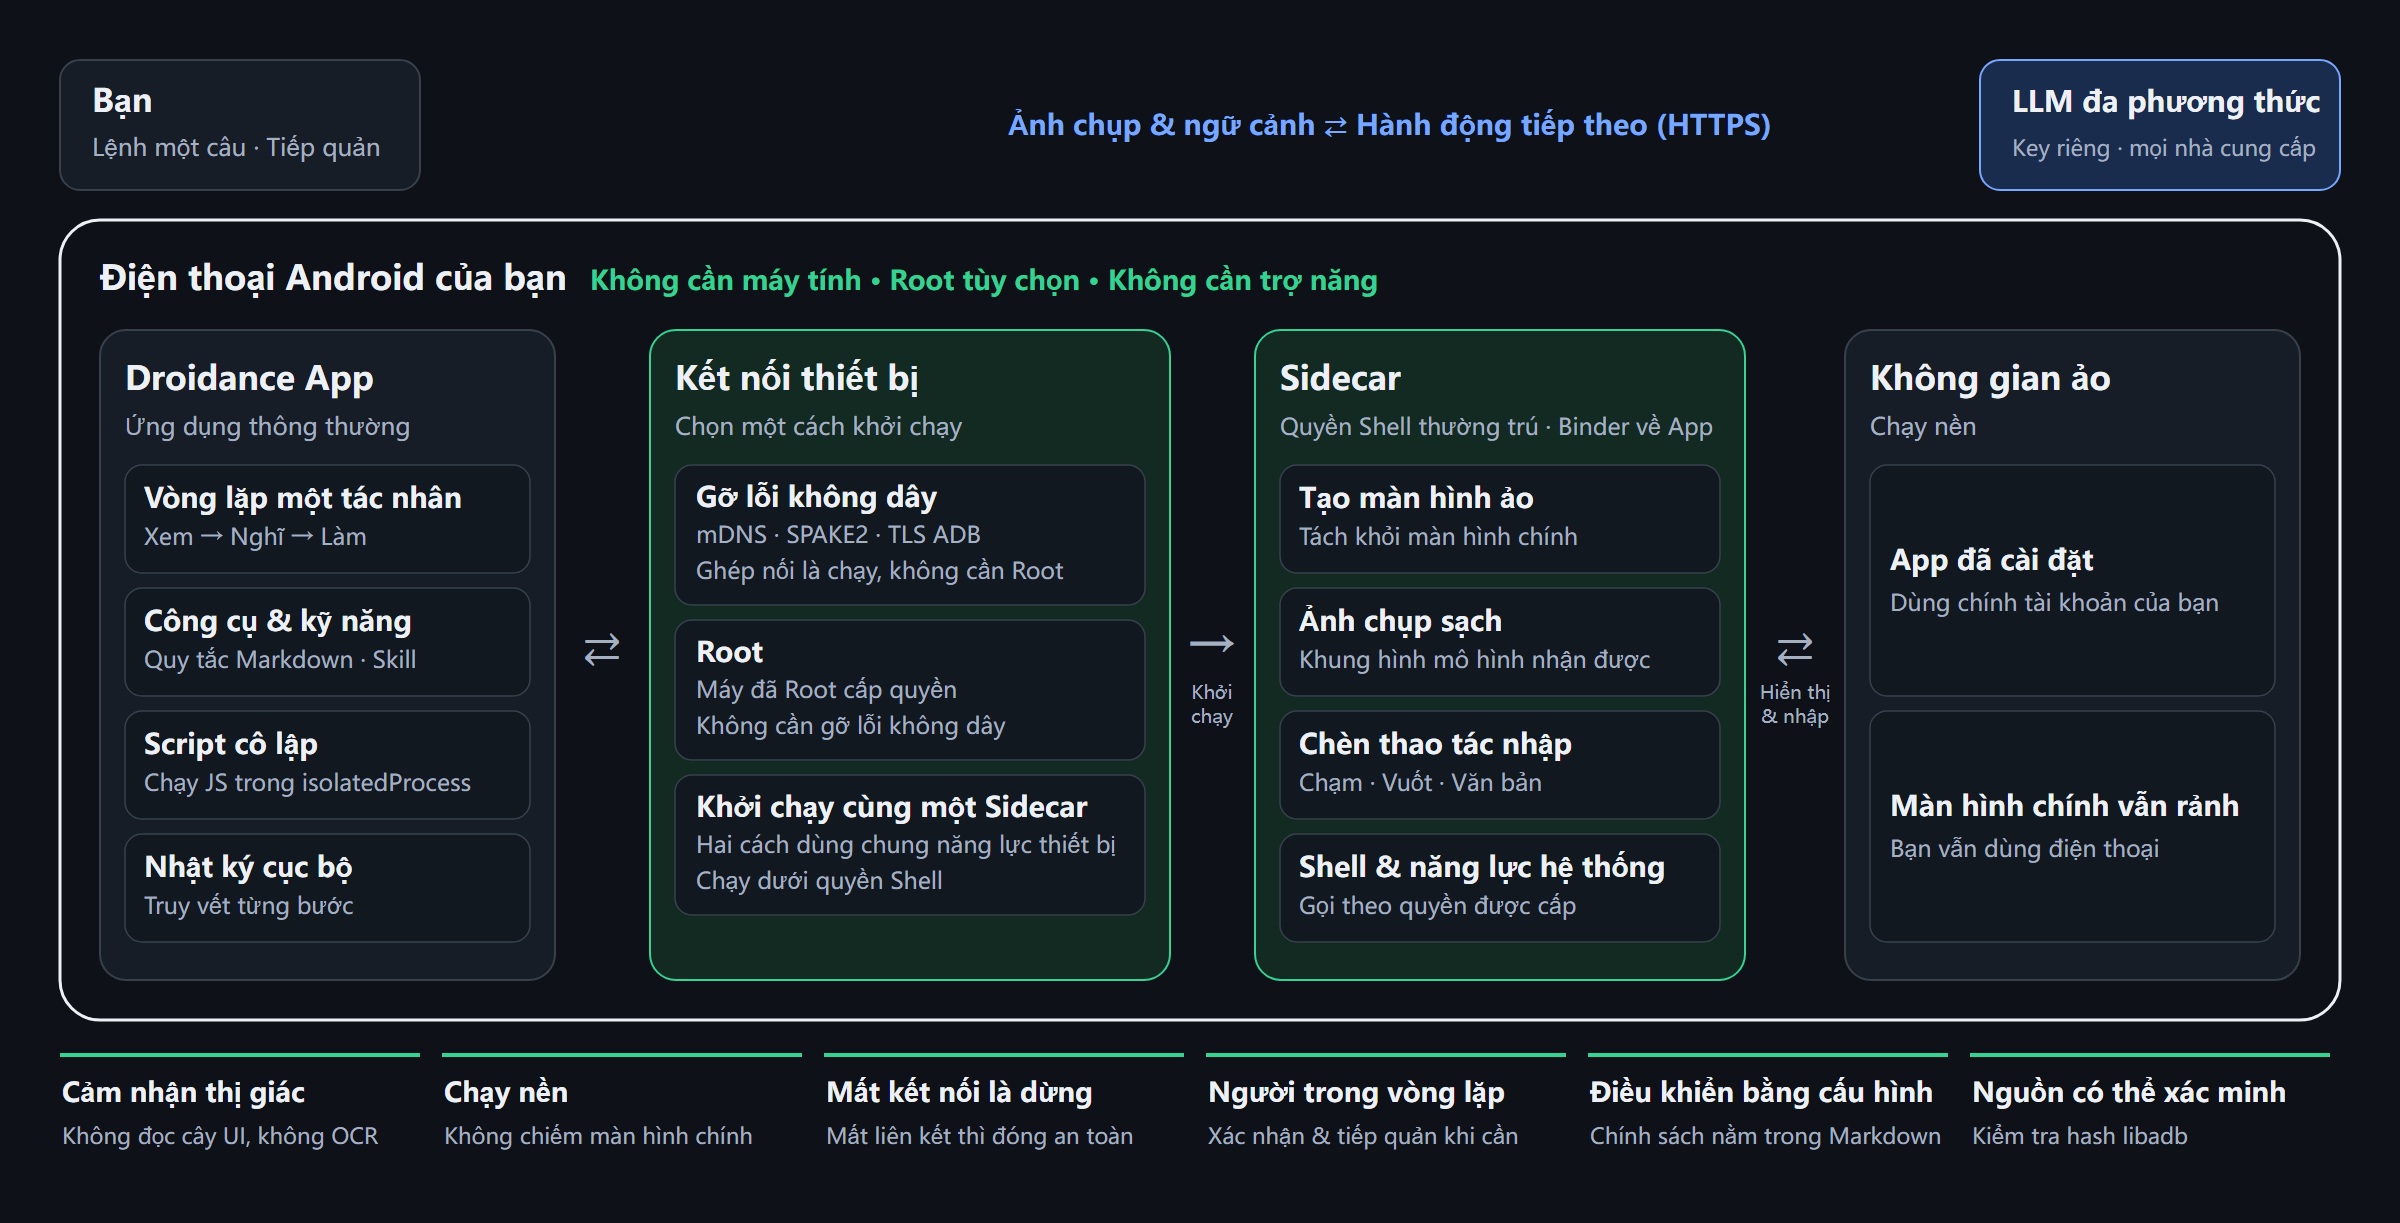 Bạn
Lệnh một câu · Tiếp quản
Ảnh chụp & ngữ cảnh ⇄ Hành động tiếp theo (HTTPS)
LLM đa phương thức
Key riêng · mọi nhà cung cấp
Điện thoại Android của bạn
Không cần máy tính • Root tùy chọn • Không cần trợ năng
Droidance App
Ứng dụng thông thường
Vòng lặp một tác nhân
Xem → Nghĩ → Làm
Công cụ & kỹ năng
Quy tắc Markdown · Skill
Script cô lập
Chạy JS trong isolatedProcess
Nhật ký cục bộ
Truy vết từng bước
⇄
Kết nối thiết bị
Chọn một cách khởi chạy
Gỡ lỗi không dây
mDNS · SPAKE2 · TLS ADB
Ghép nối là chạy, không cần Root
Root
Máy đã Root cấp quyền
Không cần gỡ lỗi không dây
Khởi chạy cùng một Sidecar
Hai cách dùng chung năng lực thiết bị
Chạy dưới quyền Shell
→
Khởi
chạy
Sidecar
Quyền Shell thường trú · Binder về App
Tạo màn hình ảo
Tách khỏi màn hình chính
Ảnh chụp sạch
Khung hình mô hình nhận được
Chèn thao tác nhập
Chạm · Vuốt · Văn bản
Shell & năng lực hệ thống
Gọi theo quyền được cấp
⇄
Hiển thị
& nhập
Không gian ảo
Chạy nền
App đã cài đặt
Dùng chính tài khoản của bạn
Màn hình chính vẫn rảnh
Bạn vẫn dùng điện thoại
Cảm nhận thị giác
Không đọc cây UI, không OCR
Chạy nền
Không chiếm màn hình chính
Mất kết nối là dừng
Mất liên kết thì đóng an toàn
Người trong vòng lặp
Xác nhận & tiếp quản khi cần
Điều khiển bằng cấu hình
Chính sách nằm trong Markdown
Nguồn có thể xác minh
Kiểm tra hash libadb